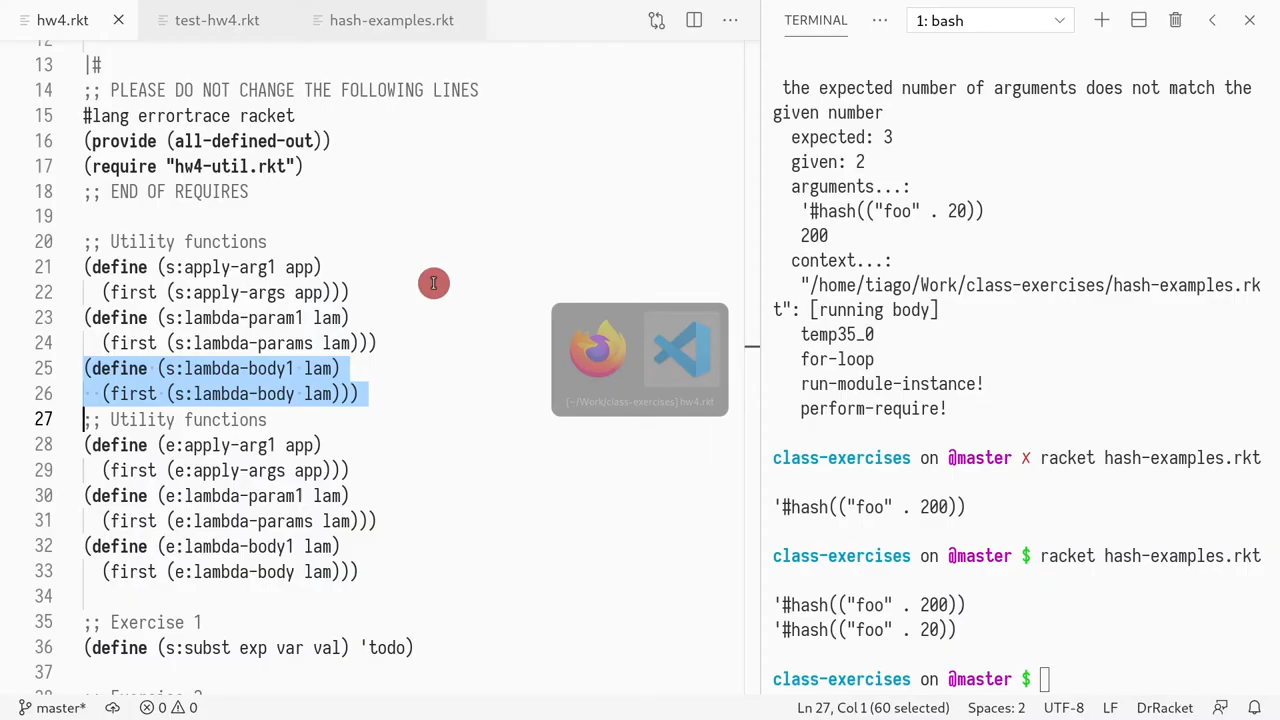 hw4.rkt
test-hw4.rkt
hash-examples.rkt
TERMINAL
1: bash
12
13 |#
14 ;; PLEASE DO NOT CHANGE THE FOLLOWING LINES
15 #lang errortrace racket
16 (provide (all-defined-out))
17 (require "hw4-util.rkt")
18 ;; END OF REQUIRES
19
20 ;; Utility functions
21 (define (s:apply-arg1 app)
22 (first (s:apply-args app)))
23 (define (s:lambda-param1 lam)
24 (first (s:lambda-params lam)))
25 (define (s:lambda-body1 lam)
26 (first (s:lambda-body lam)))
27 ;; Utility functions
28 (define (e:apply-arg1 app)
29 (first (e:apply-args app)))
30 (define (e:lambda-param1 lam)
31 (first (e:lambda-params lam)))
32 (define (e:lambda-body1 lam)
33 (first (e:lambda-body lam)))
34
35 ;; Exercise 1
36 (define (s:subst exp var val) 'todo)
37
38 ;; Exercise 2
[~/Work/class-exercises] hw4.rkt
the expected number of arguments does not match the
given number
expected: 3
given: 2
arguments...:
'#hash(("foo" . 20))
200
context...:
"/home/tiago/Work/class-exercises/hash-examples.rk
t": [running body]
temp35_0
for-loop
run-module-instance!
perform-require!
class-exercises on @master ✗ racket hash-examples.rkt
'#hash(("foo" . 200))
class-exercises on @master $ racket hash-examples.rkt
'#hash(("foo" . 200))
'#hash(("foo" . 20))
class-exercises on @master $
master*
0
0
Ln 27, Col 1 (60 selected)
Spaces: 2
UTF-8
LF
DrRacket